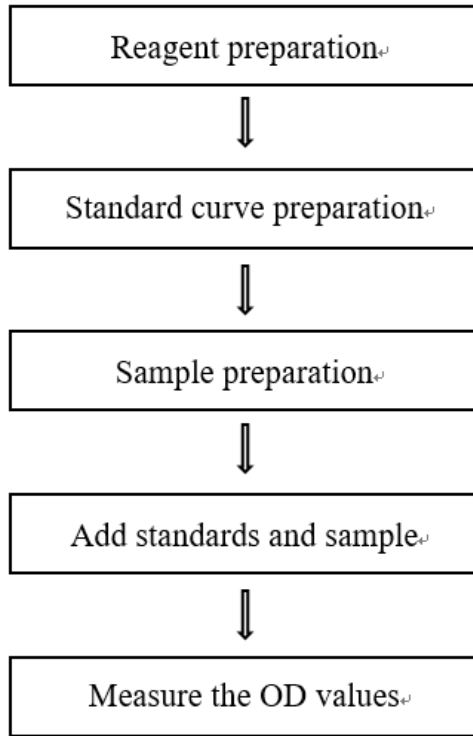 Reagent preparation
Standard curve preparation
Sample preparation
Add standards and sample
Measure the OD values